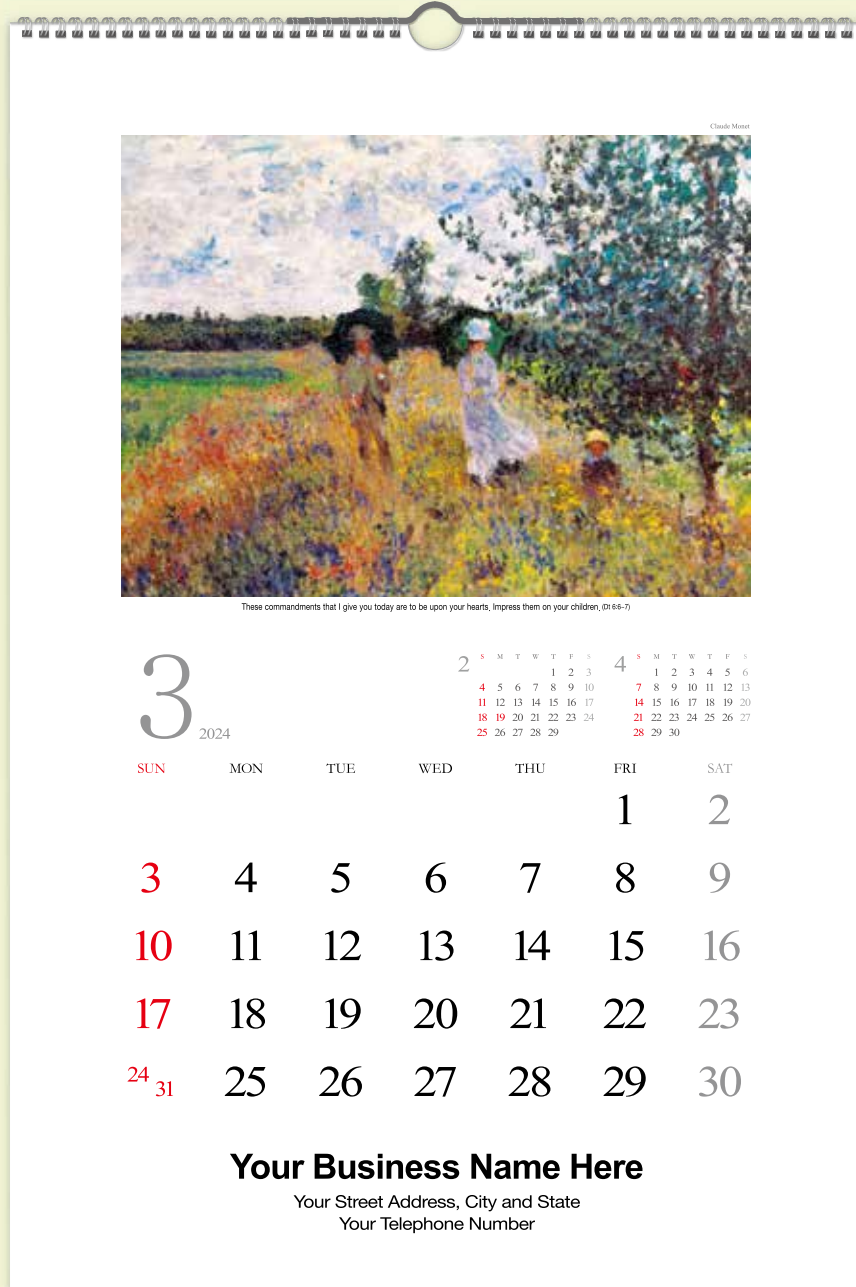 Claude Monet
These commandments that I give you today are to be upon your hearts. Impress them on your children. (Dt 6:6-7)
3 2024
2
S M T W T F S
1 2 3
4 5 6 7 8 9 10
11 12 13 14 15 16 17
18 19 20 21 22 23 24
25 26 27 28 29
4
S M T W T F S
1 2 3 4 5 6
7 8 9 10 11 12 13
14 15 16 17 18 19 20
21 22 23 24 25 26 27
28 29 30
SUN MON TUE WED THU FRI SAT
1 2
3 4 5 6 7 8 9
10 11 12 13 14 15 16
17 18 19 20 21 22 23
24 31 25 26 27 28 29 30
Your Business Name Here
Your Street Address, City and State
Your Telephone Number